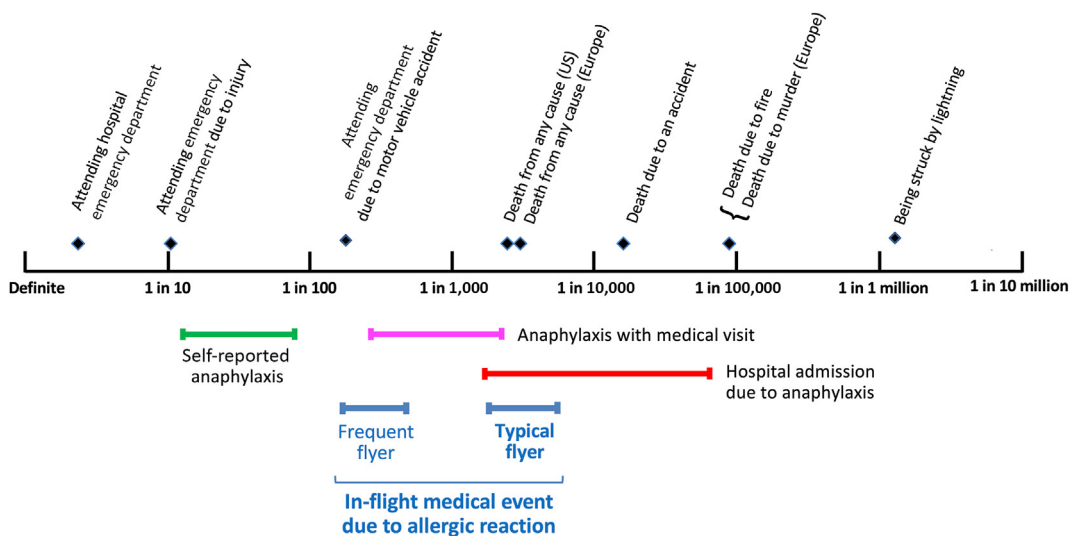 Attending hospital
emergency department
Attending emergency
department due to injury
Attending
emergency department
due to motor vehicle accident
Death from any cause (US)
Death from any cause (Europe)
Death due to an accident
{ Death due to fire
Death due to murder (Europe)
Being struck by lightning
Definite
1 in 10
1 in 100
1 in 1,000
1 in 10,000
1 in 100,000
1 in 1 million
1 in 10 million
Self-reported
anaphylaxis
Anaphylaxis with medical visit
Hospital admission
due to anaphylaxis
Frequent
flyer
Typical
flyer
In-flight medical event
due to allergic reaction